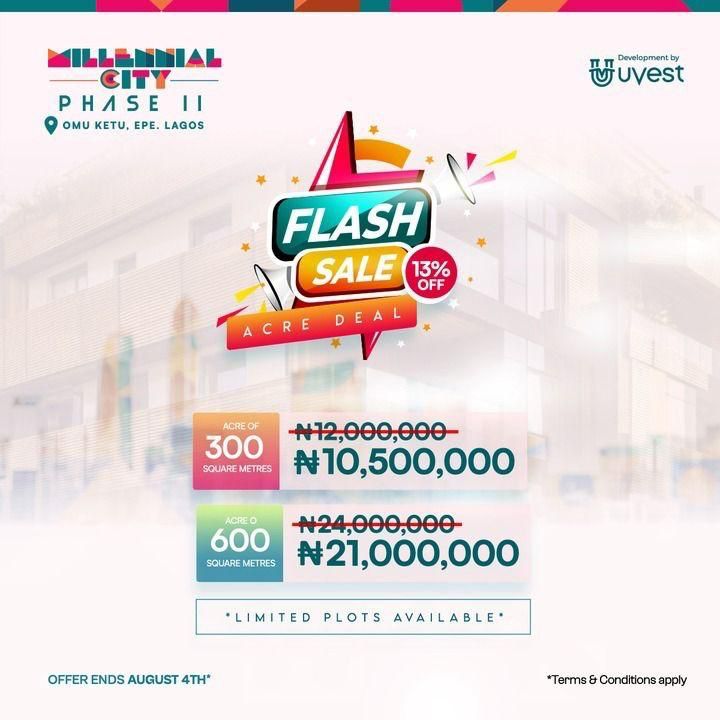 MILLENNIAL
CITY
PHASE II
OMU KETU, EPE. LAGOS
Development by
uvest
FLASH
SALE
13%
OFF
ACRE DEAL
ACRE OF
300
SQUARE METRES
₦12,000,000
₦10,500,000
ACRE O
600
SQUARE METRES
₦24,000,000
₦21,000,000
*LIMITED PLOTS AVAILABLE*
OFFER ENDS AUGUST 4TH*
*Terms & Conditions apply